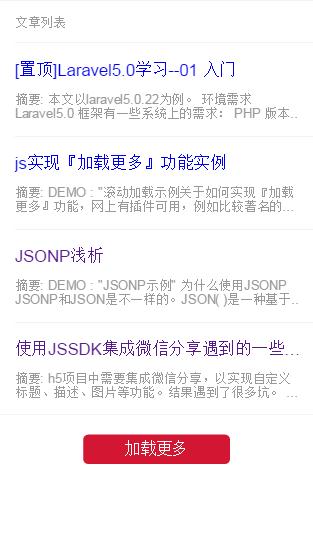 文章列表
[置顶]Laravel5.0学习--01 入门
摘要: 本文以laravel5.0.22为例。 环境需求
Laravel5.0 框架有一些系统上的需求： PHP 版本...
js实现『加载更多』功能实例
摘要: DEMO : "滚动加载示例关于如何实现『加载
更多』功能，网上有插件可用，例如比较著名的...
JSONP浅析
摘要: DEMO : "JSONP示例" 为什么使用JSONP
JSONP和JSON是不一样的。JSON( )是一种基于...
使用JSSDK集成微信分享遇到的一些...
摘要: h5项目中需要集成微信分享，以实现自定义
标题、描述、图片等功能。结果遇到了很多坑。 ...
加载更多